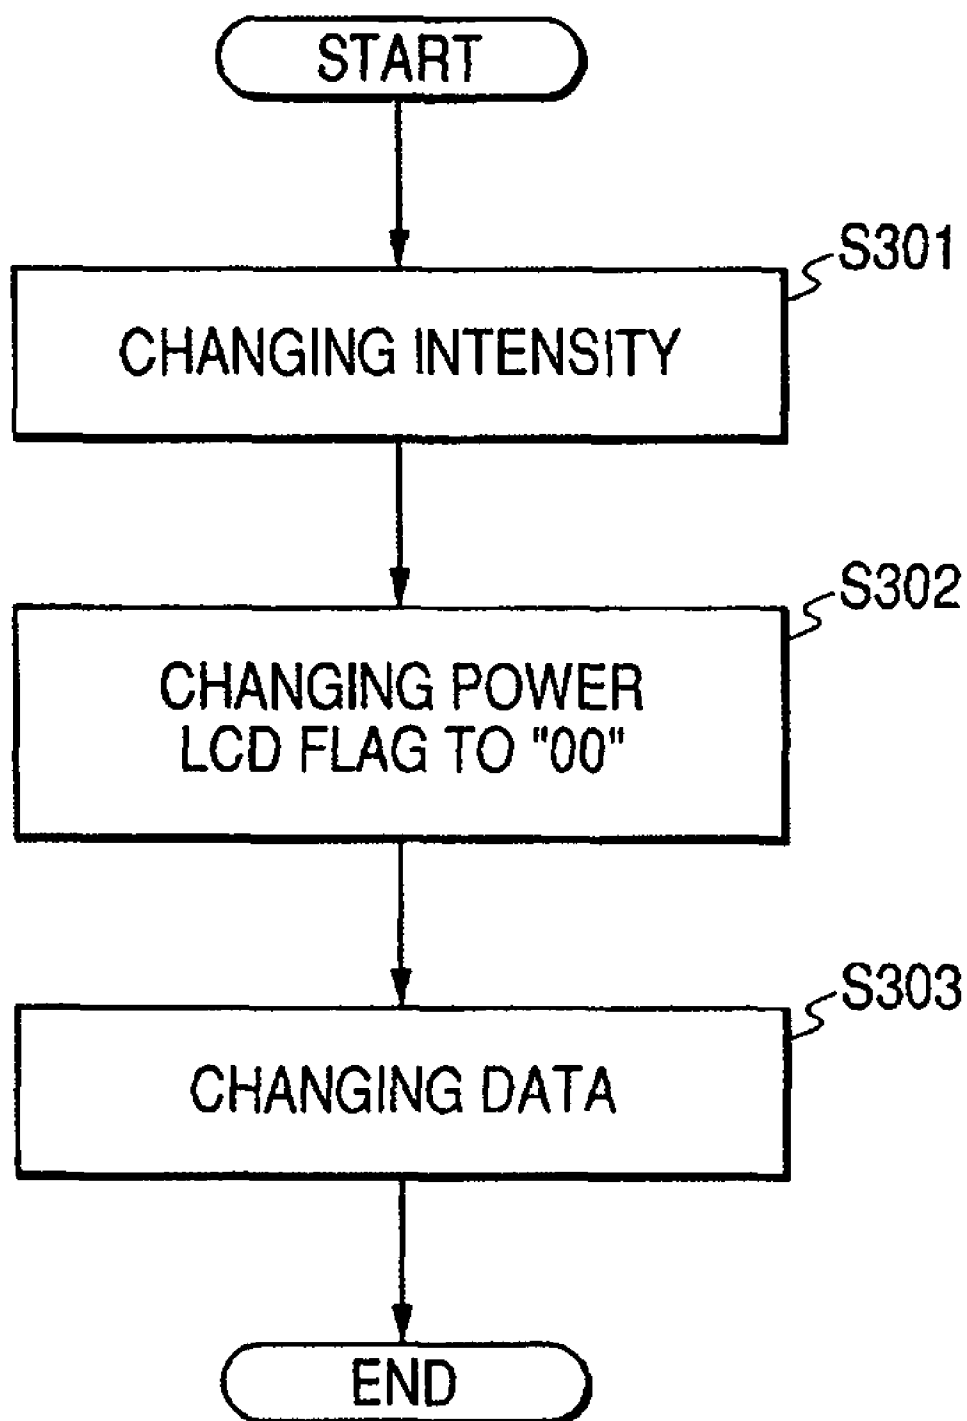 START
S301
CHANGING INTENSITY
S302
CHANGING POWER
LCD FLAG TO "00"
S303
CHANGING DATA
END